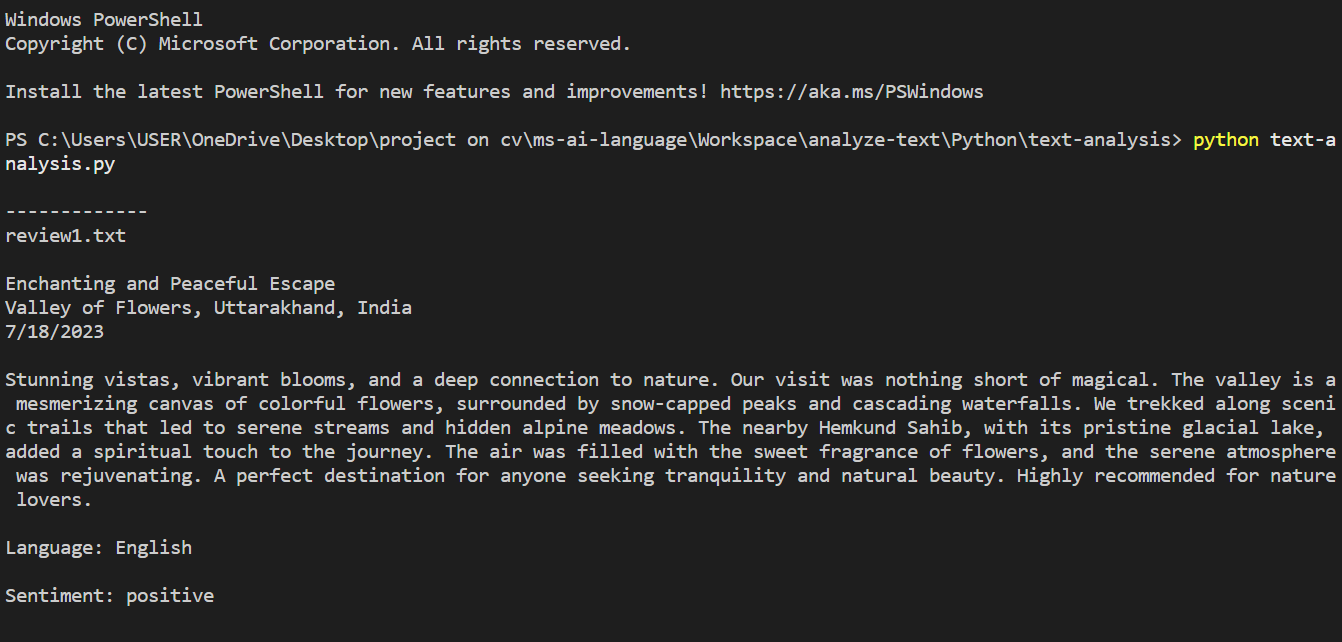 Windows PowerShell
Copyright (C) Microsoft Corporation. All rights reserved.
Install the latest PowerShell for new features and improvements! https://aka.ms/PSWindows
PS C:\Users\USER\OneDrive\Desktop\project on cv\ms-ai-language\Workspace\analyze-text\Python\text-analysis> python text-a
nalysis.py
-------------
review1.txt
Enchanting and Peaceful Escape
Valley of Flowers, Uttarakhand, India
7/18/2023
Stunning vistas, vibrant blooms, and a deep connection to nature. Our visit was nothing short of magical. The valley is a
 mesmerizing canvas of colorful flowers, surrounded by snow-capped peaks and cascading waterfalls. We trekked along sceni
c trails that led to serene streams and hidden alpine meadows. The nearby Hemkund Sahib, with its pristine glacial lake,
added a spiritual touch to the journey. The air was filled with the sweet fragrance of flowers, and the serene atmosphere
 was rejuvenating. A perfect destination for anyone seeking tranquility and natural beauty. Highly recommended for nature
 lovers.
Language: English
Sentiment: positive